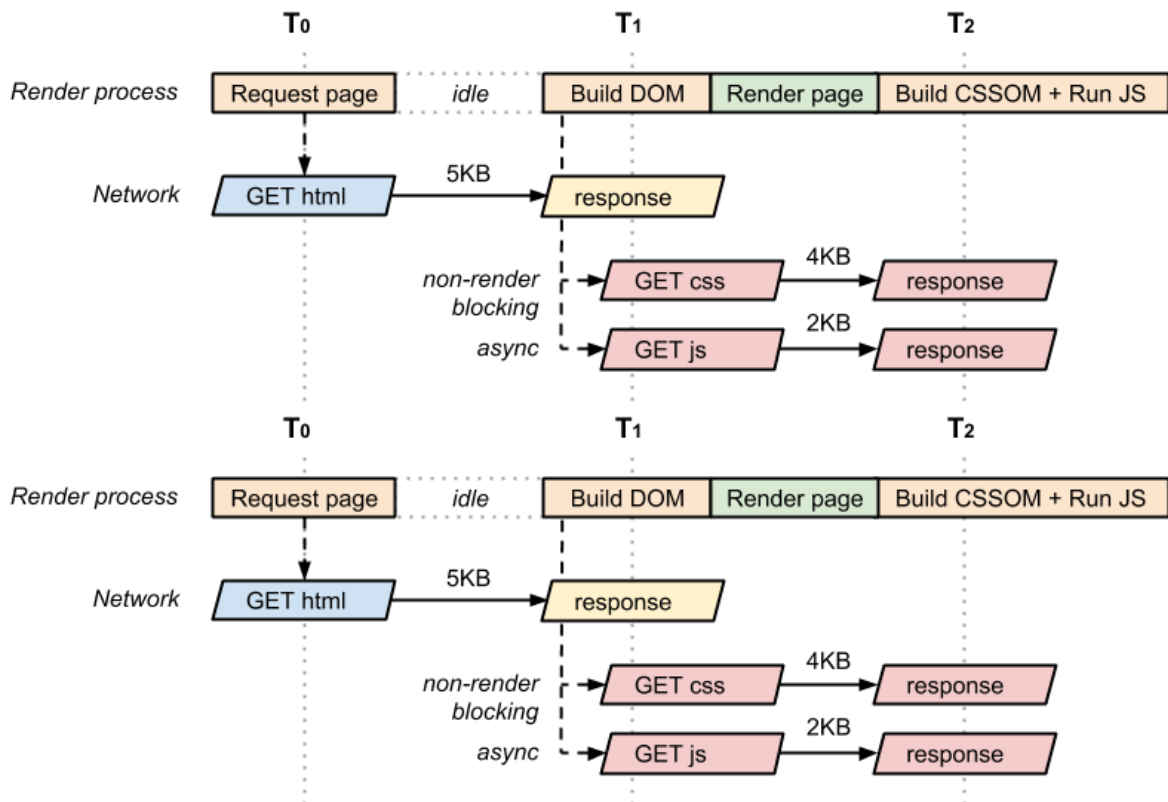 T0 T1 T2
Render process Request page idle Build DOM Render page Build CSSOM + Run JS
5KB
Network GET html response
non-render 4KB
blocking GET css response
2KB
async GET js response
T0 T1 T2
Render process Request page idle Build DOM Render page Build CSSOM + Run JS
5KB
Network GET html response
non-render 4KB
blocking GET css response
2KB
async GET js response